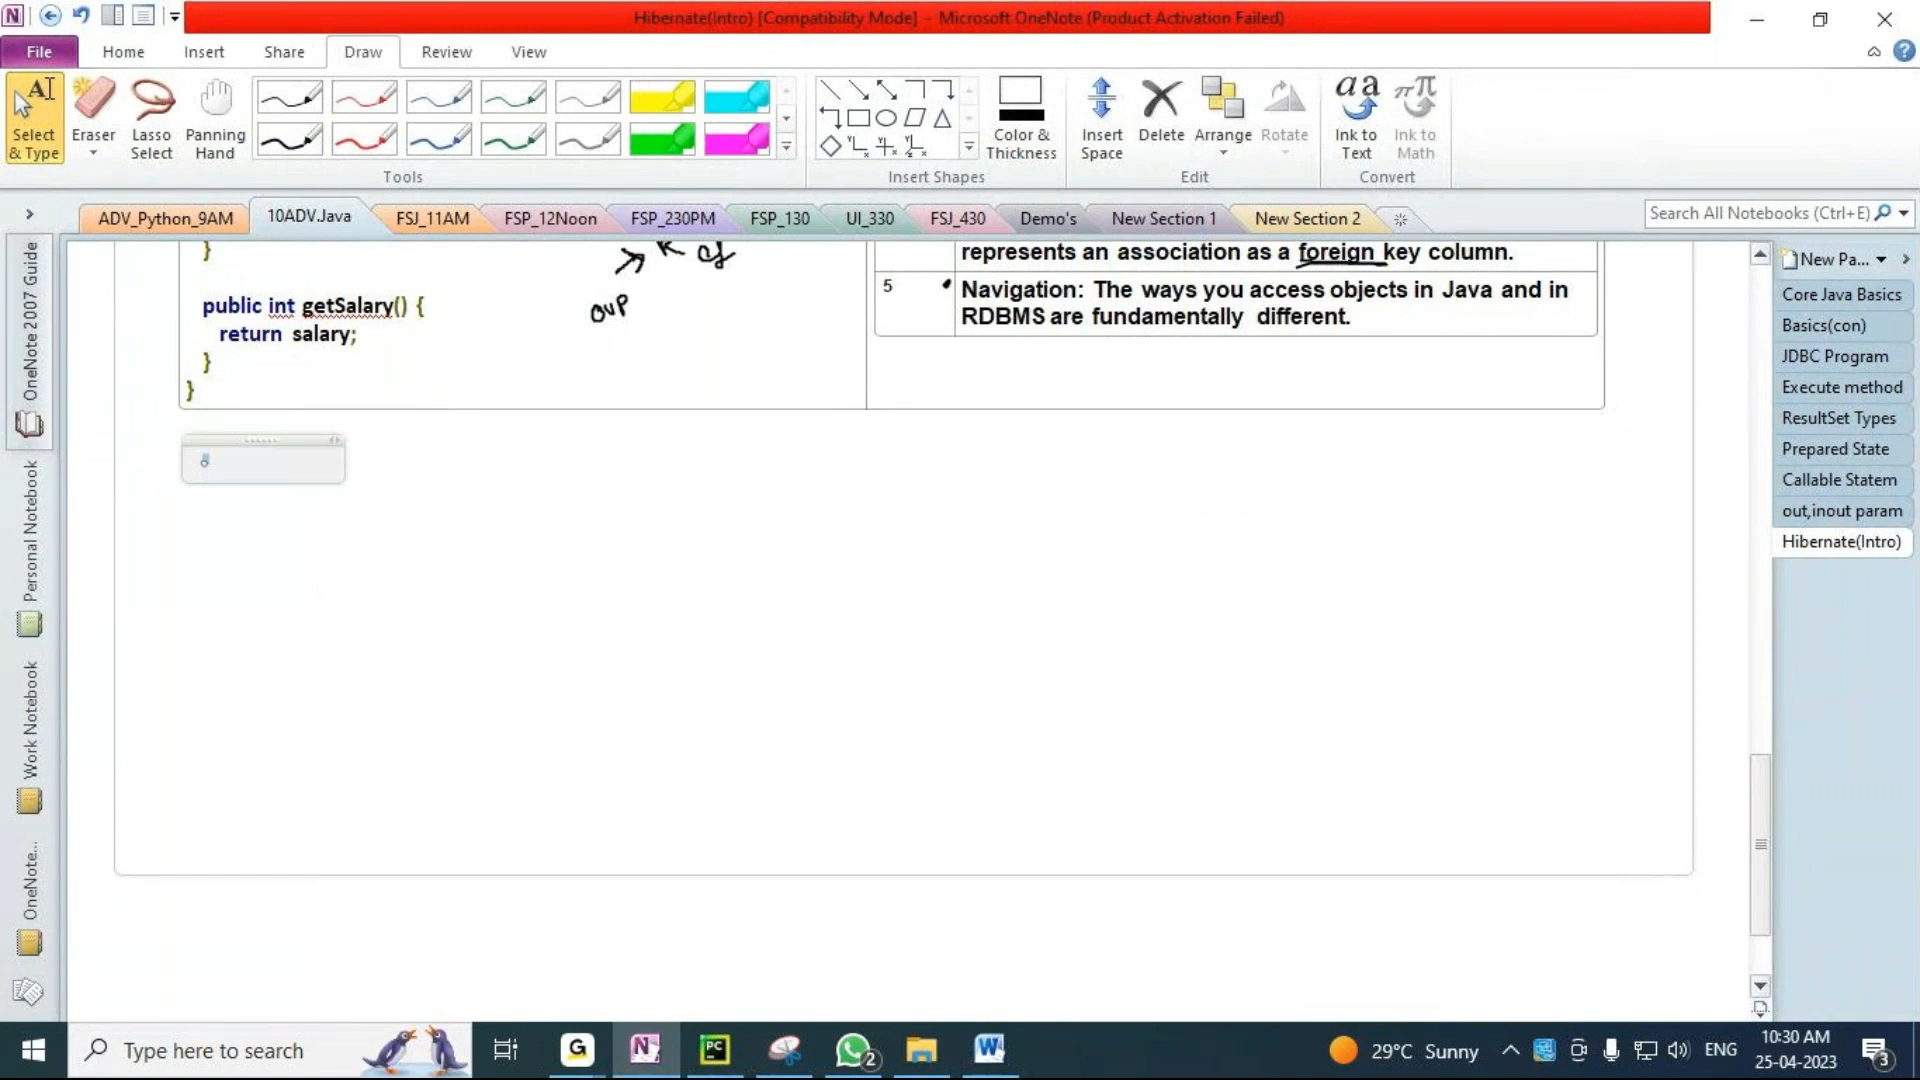 Hibernate(Intro) [Compatibility Mode] - Microsoft OneNote (Product Activation Failed)
File Home Insert Share Draw Review View
Select & Type
Eraser
Lasso Select
Panning Hand
Color & Thickness
Insert Space
Delete
Arrange
Rotate
Ink to Text
Ink to Math
Tools
Insert Shapes
Edit
Convert
ADV_Python_9AM 10ADV.Java FSJ_11AM FSP_12Noon FSP_230PM FSP_130 UI_330 FSJ_430 Demo's New Section 1 New Section 2
Search All Notebooks (Ctrl+E)
OneNote 2007 Guide
Personal Notebook
Work Notebook
OneNote...
}
public int getSalary() {
return salary;
}
}
represents an association as a foreign key column.
5 Navigation: The ways you access objects in Java and in
RDBMS are fundamentally different.
New Pa...
Core Java Basics
Basics(con)
JDBC Program
Execute method
ResultSet Types
Prepared State
Callable Statem
out,inout param
Hibernate(Intro)
Type here to search
G
N
PC
2
W
29°C Sunny
ENG
10:30 AM
25-04-2023
3